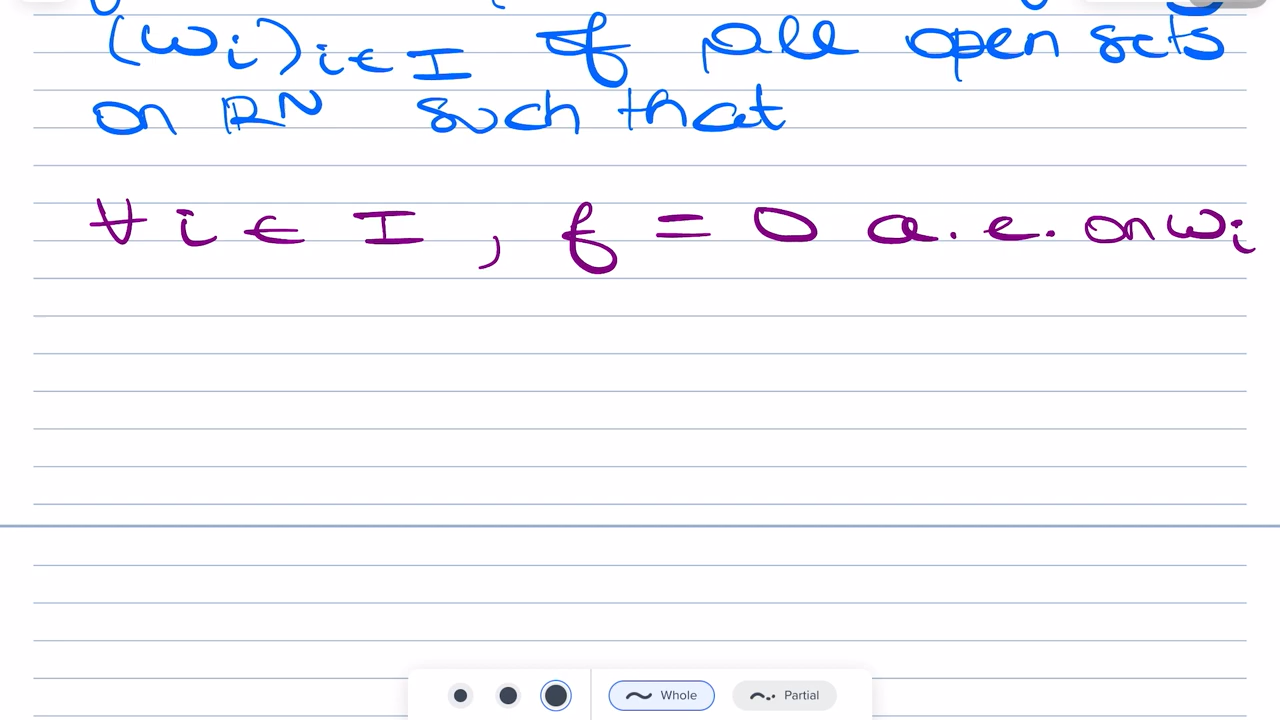 (ωi)i∈I of all open sets
on RN such that
∀ i ∈ I , f = 0 a.e. on ωi
Whole
Partial